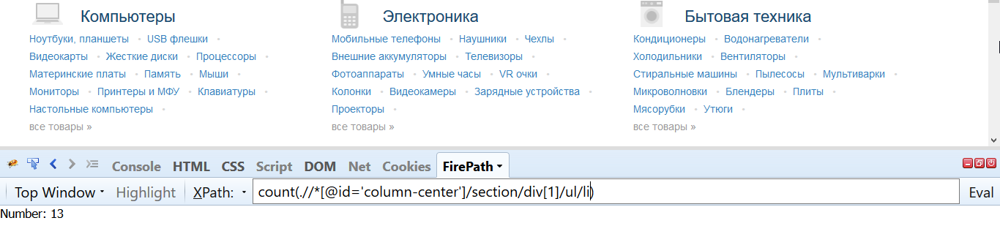 Компьютеры
Ноутбуки, планшеты • USB флешки •
Видеокарты • Жесткие диски • Процессоры •
Материнские платы • Память • Мыши •
Мониторы • Принтеры и МФУ • Клавиатуры •
Настольные компьютеры •
все товары »
Электроника
Мобильные телефоны • Наушники • Чехлы •
Внешние аккумуляторы • Телевизоры •
Фотоаппараты • Умные часы • VR очки •
Колонки • Видеокамеры • Зарядные устройства •
Проекторы •
все товары »
Бытовая техника
Кондиционеры • Водонагреватели •
Холодильники • Вентиляторы •
Стиральные машины • Пылесосы • Мультиварки •
Микроволновки • Блендеры • Плиты •
Мясорубки • Утюги •
все товары »
Console HTML CSS Script DOM Net Cookies FirePath
Top Window Highlight XPath: count(.//*[@id='column-center']/section/div[1]/ul/li) Eval
Number: 13